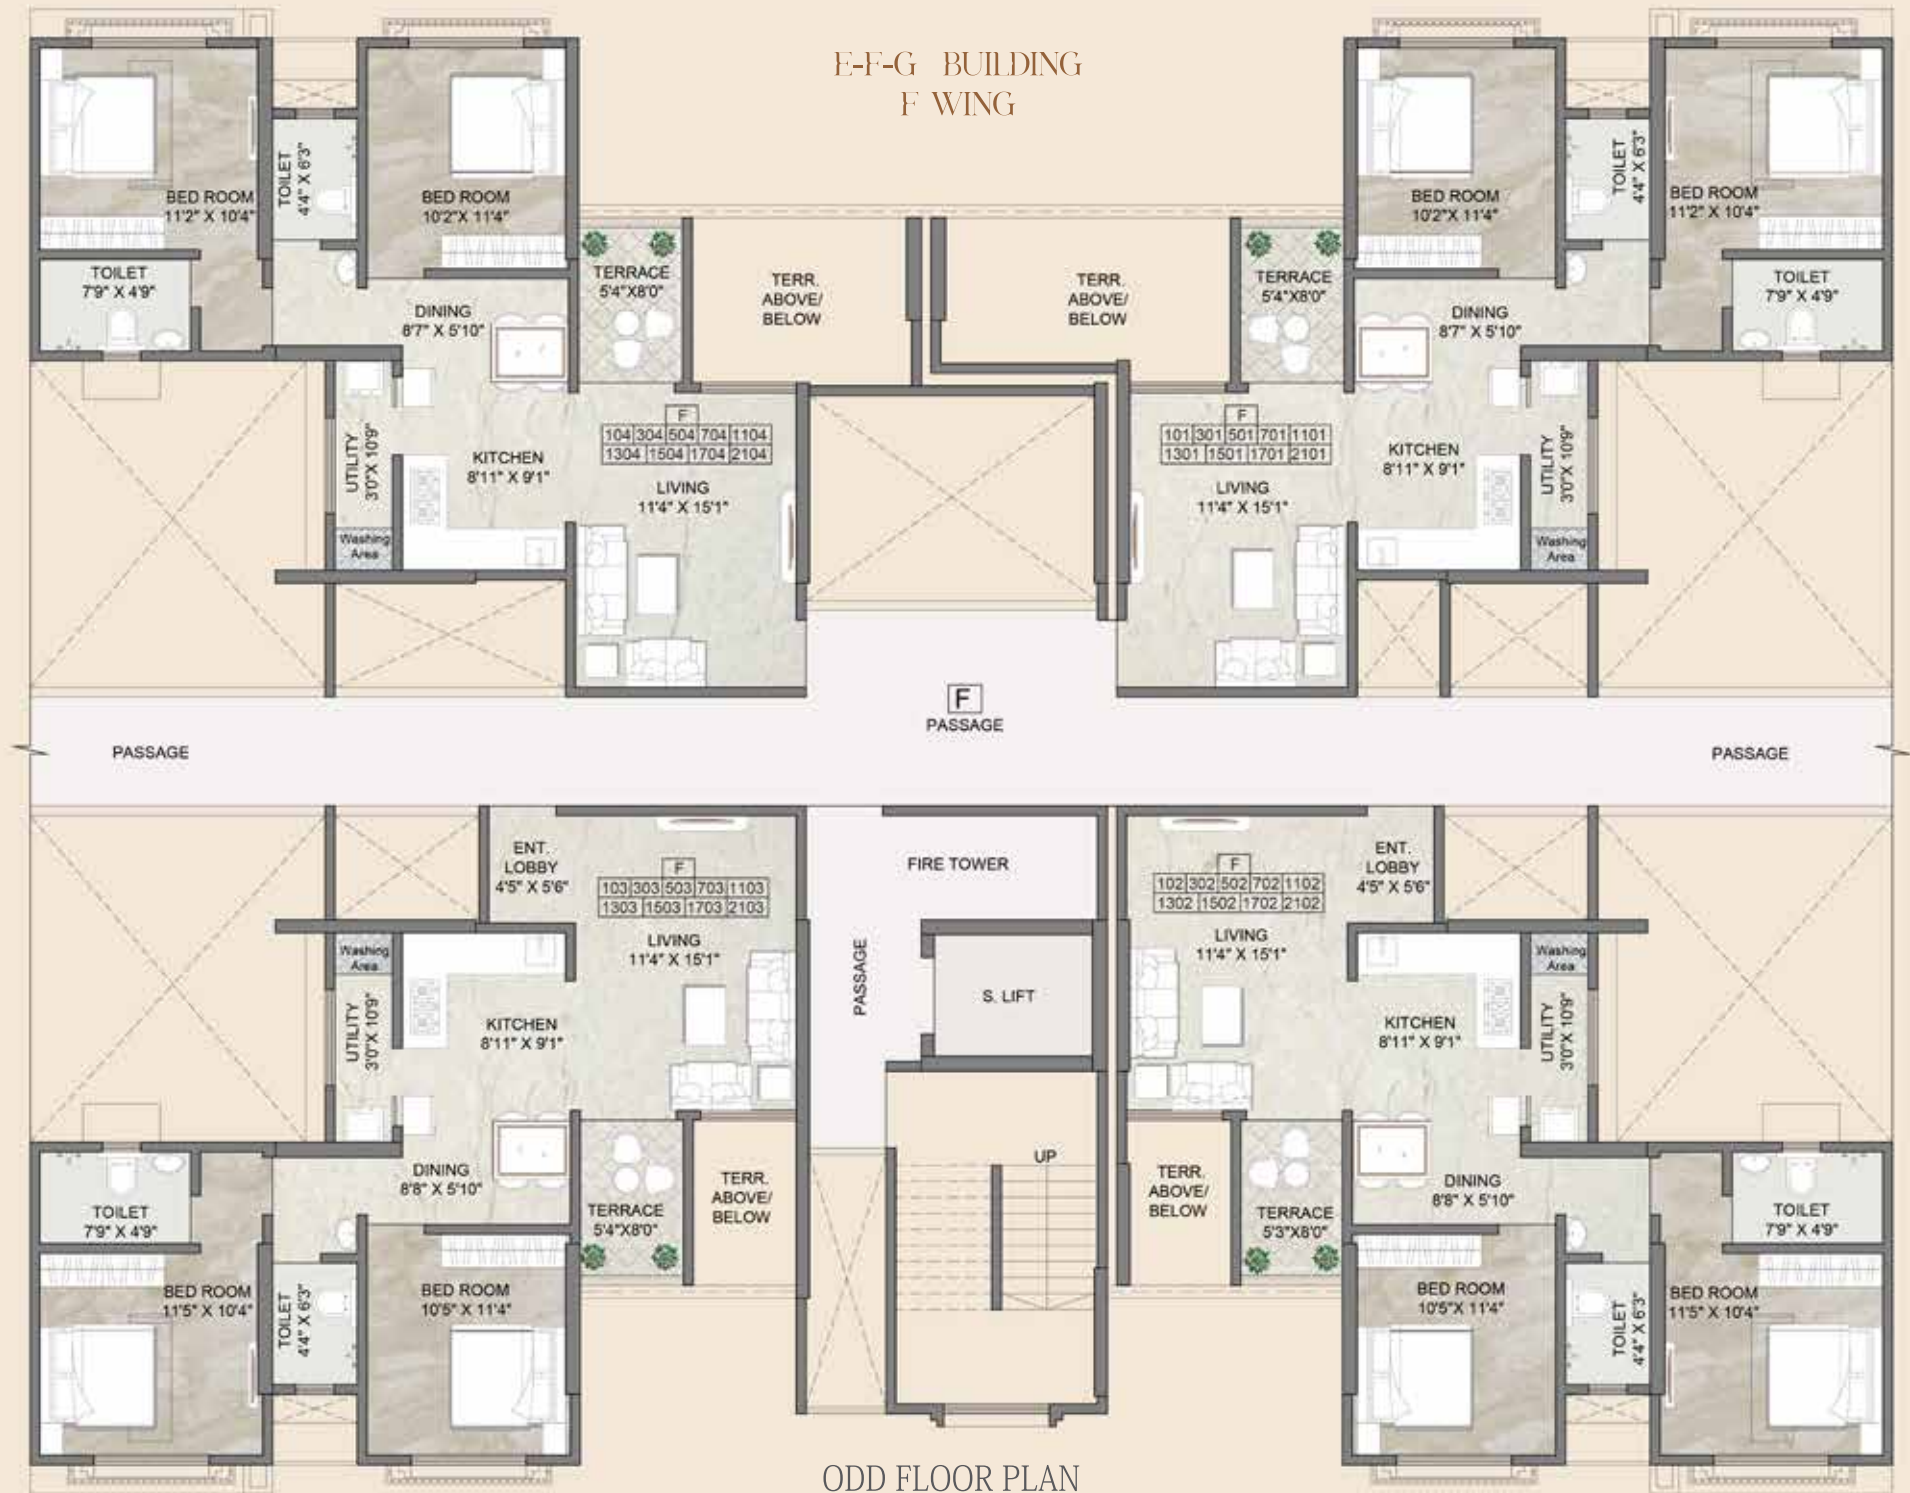 E-F-G BUILDING
F WING
BED ROOM
11'2" X 10'4"
TOILET
4'4" X 6'3"
BED ROOM
10'2"X 11'4"
TOILET
7'9" X 4'9"
DINING
8'7" X 5'10"
TERRACE
5'4"X8'0"
TERR.
ABOVE/
BELOW
UTILITY
3'0"X 10'9"
Washing
Area
KITCHEN
8'11" X 9'1"
F
104 304 504 704 1104
1304 1504 1704 2104
LIVING
11'4" X 15'1"
TERR.
ABOVE/
BELOW
TERRACE
5'4"X8'0"
BED ROOM
10'2"X 11'4"
TOILET
4'4" X 6'3"
BED ROOM
11'2" X 10'4"
TOILET
7'9" X 4'9"
DINING
8'7" X 5'10"
F
101 301 501 701 1101
1301 1501 1701 2101
LIVING
11'4" X 15'1"
KITCHEN
8'11" X 9'1"
UTILITY
3'0"X 10'9"
Washing
Area
PASSAGE
F
PASSAGE
PASSAGE
ENT.
LOBBY
4'5" X 5'6"
F
103 303 503 703 1103
1303 1503 1703 2103
LIVING
11'4" X 15'1"
Washing
Area
UTILITY
3'0"X 10'9"
KITCHEN
8'11" X 9'1"
DINING
8'8" X 5'10"
TERRACE
5'4"X8'0"
TERR.
ABOVE/
BELOW
TOILET
7'9" X 4'9"
BED ROOM
11'5" X 10'4"
TOILET
4'4" X 6'3"
BED ROOM
10'5" X 11'4"
FIRE TOWER
PASSAGE
S. LIFT
UP
F
102 302 502 702 1102
1302 1502 1702 2102
LIVING
11'4" X 15'1"
ENT.
LOBBY
4'5" X 5'6"
Washing
Area
UTILITY
3'0"X 10'9"
KITCHEN
8'11" X 9'1"
DINING
8'8" X 5'10"
TERR.
ABOVE/
BELOW
TERRACE
5'3"X8'0"
TOILET
7'9" X 4'9"
BED ROOM
10'5"X 11'4"
TOILET
4'4" X 6'3"
BED ROOM
11'5" X 10'4"
ODD FLOOR PLAN